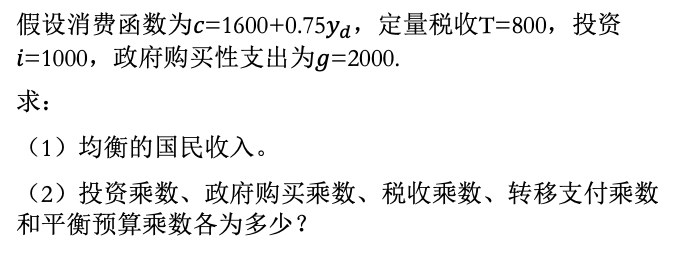 假设消费函数为c=1600+0.75y_d，定量税收T=800，投资
i=1000，政府购买性支出为g=2000.
求：
（1）均衡的国民收入。
（2）投资乘数、政府购买乘数、税收乘数、转移支付乘数
和平衡预算乘数各为多少？